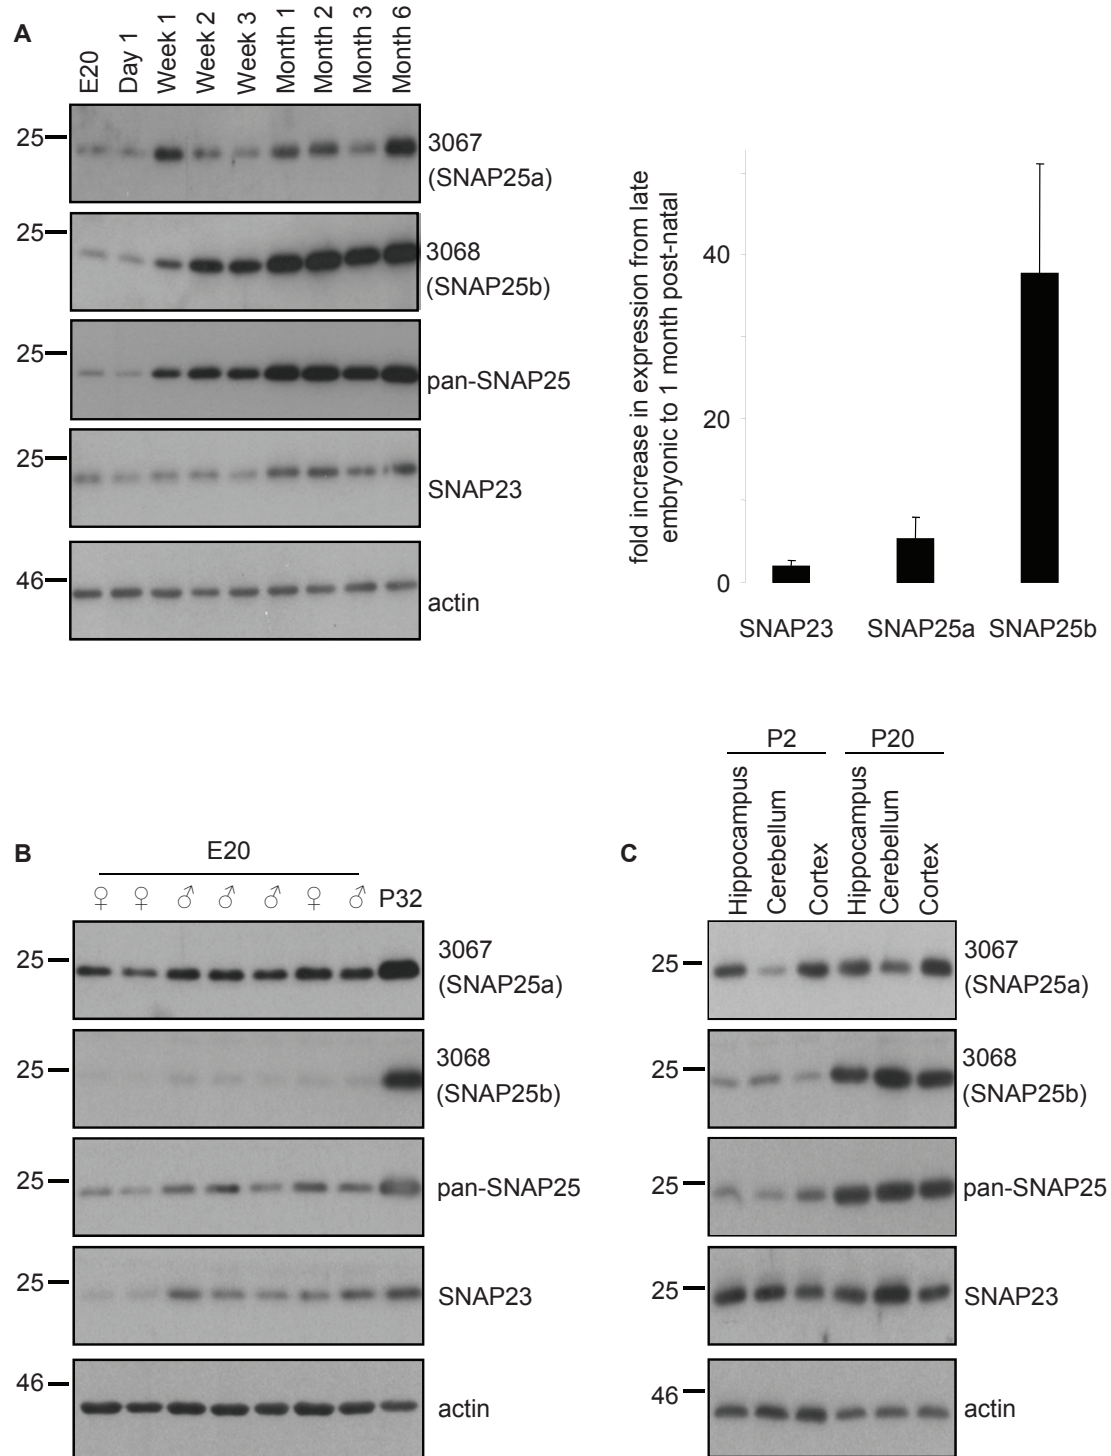 A
E20
Day 1
Week 1
Week 2
Week 3
Month 1
Month 2
Month 3
Month 6
25
3067
(SNAP25a)
25
3068
(SNAP25b)
25
pan-SNAP25
25
SNAP23
46
actin
fold increase in expression from late
embryonic to 1 month post-natal
40
20
0
SNAP23 SNAP25a SNAP25b
B
E20
♀ ♀ ♂ ♂ ♂ ♀ ♂ P32
25
3067
(SNAP25a)
25
3068
(SNAP25b)
25
pan-SNAP25
25
SNAP23
46
actin
C
P2 P20
Hippocampus
Cerebellum
Cortex
Hippocampus
Cerebellum
Cortex
25
3067
(SNAP25a)
25
3068
(SNAP25b)
25
pan-SNAP25
25
SNAP23
46
actin